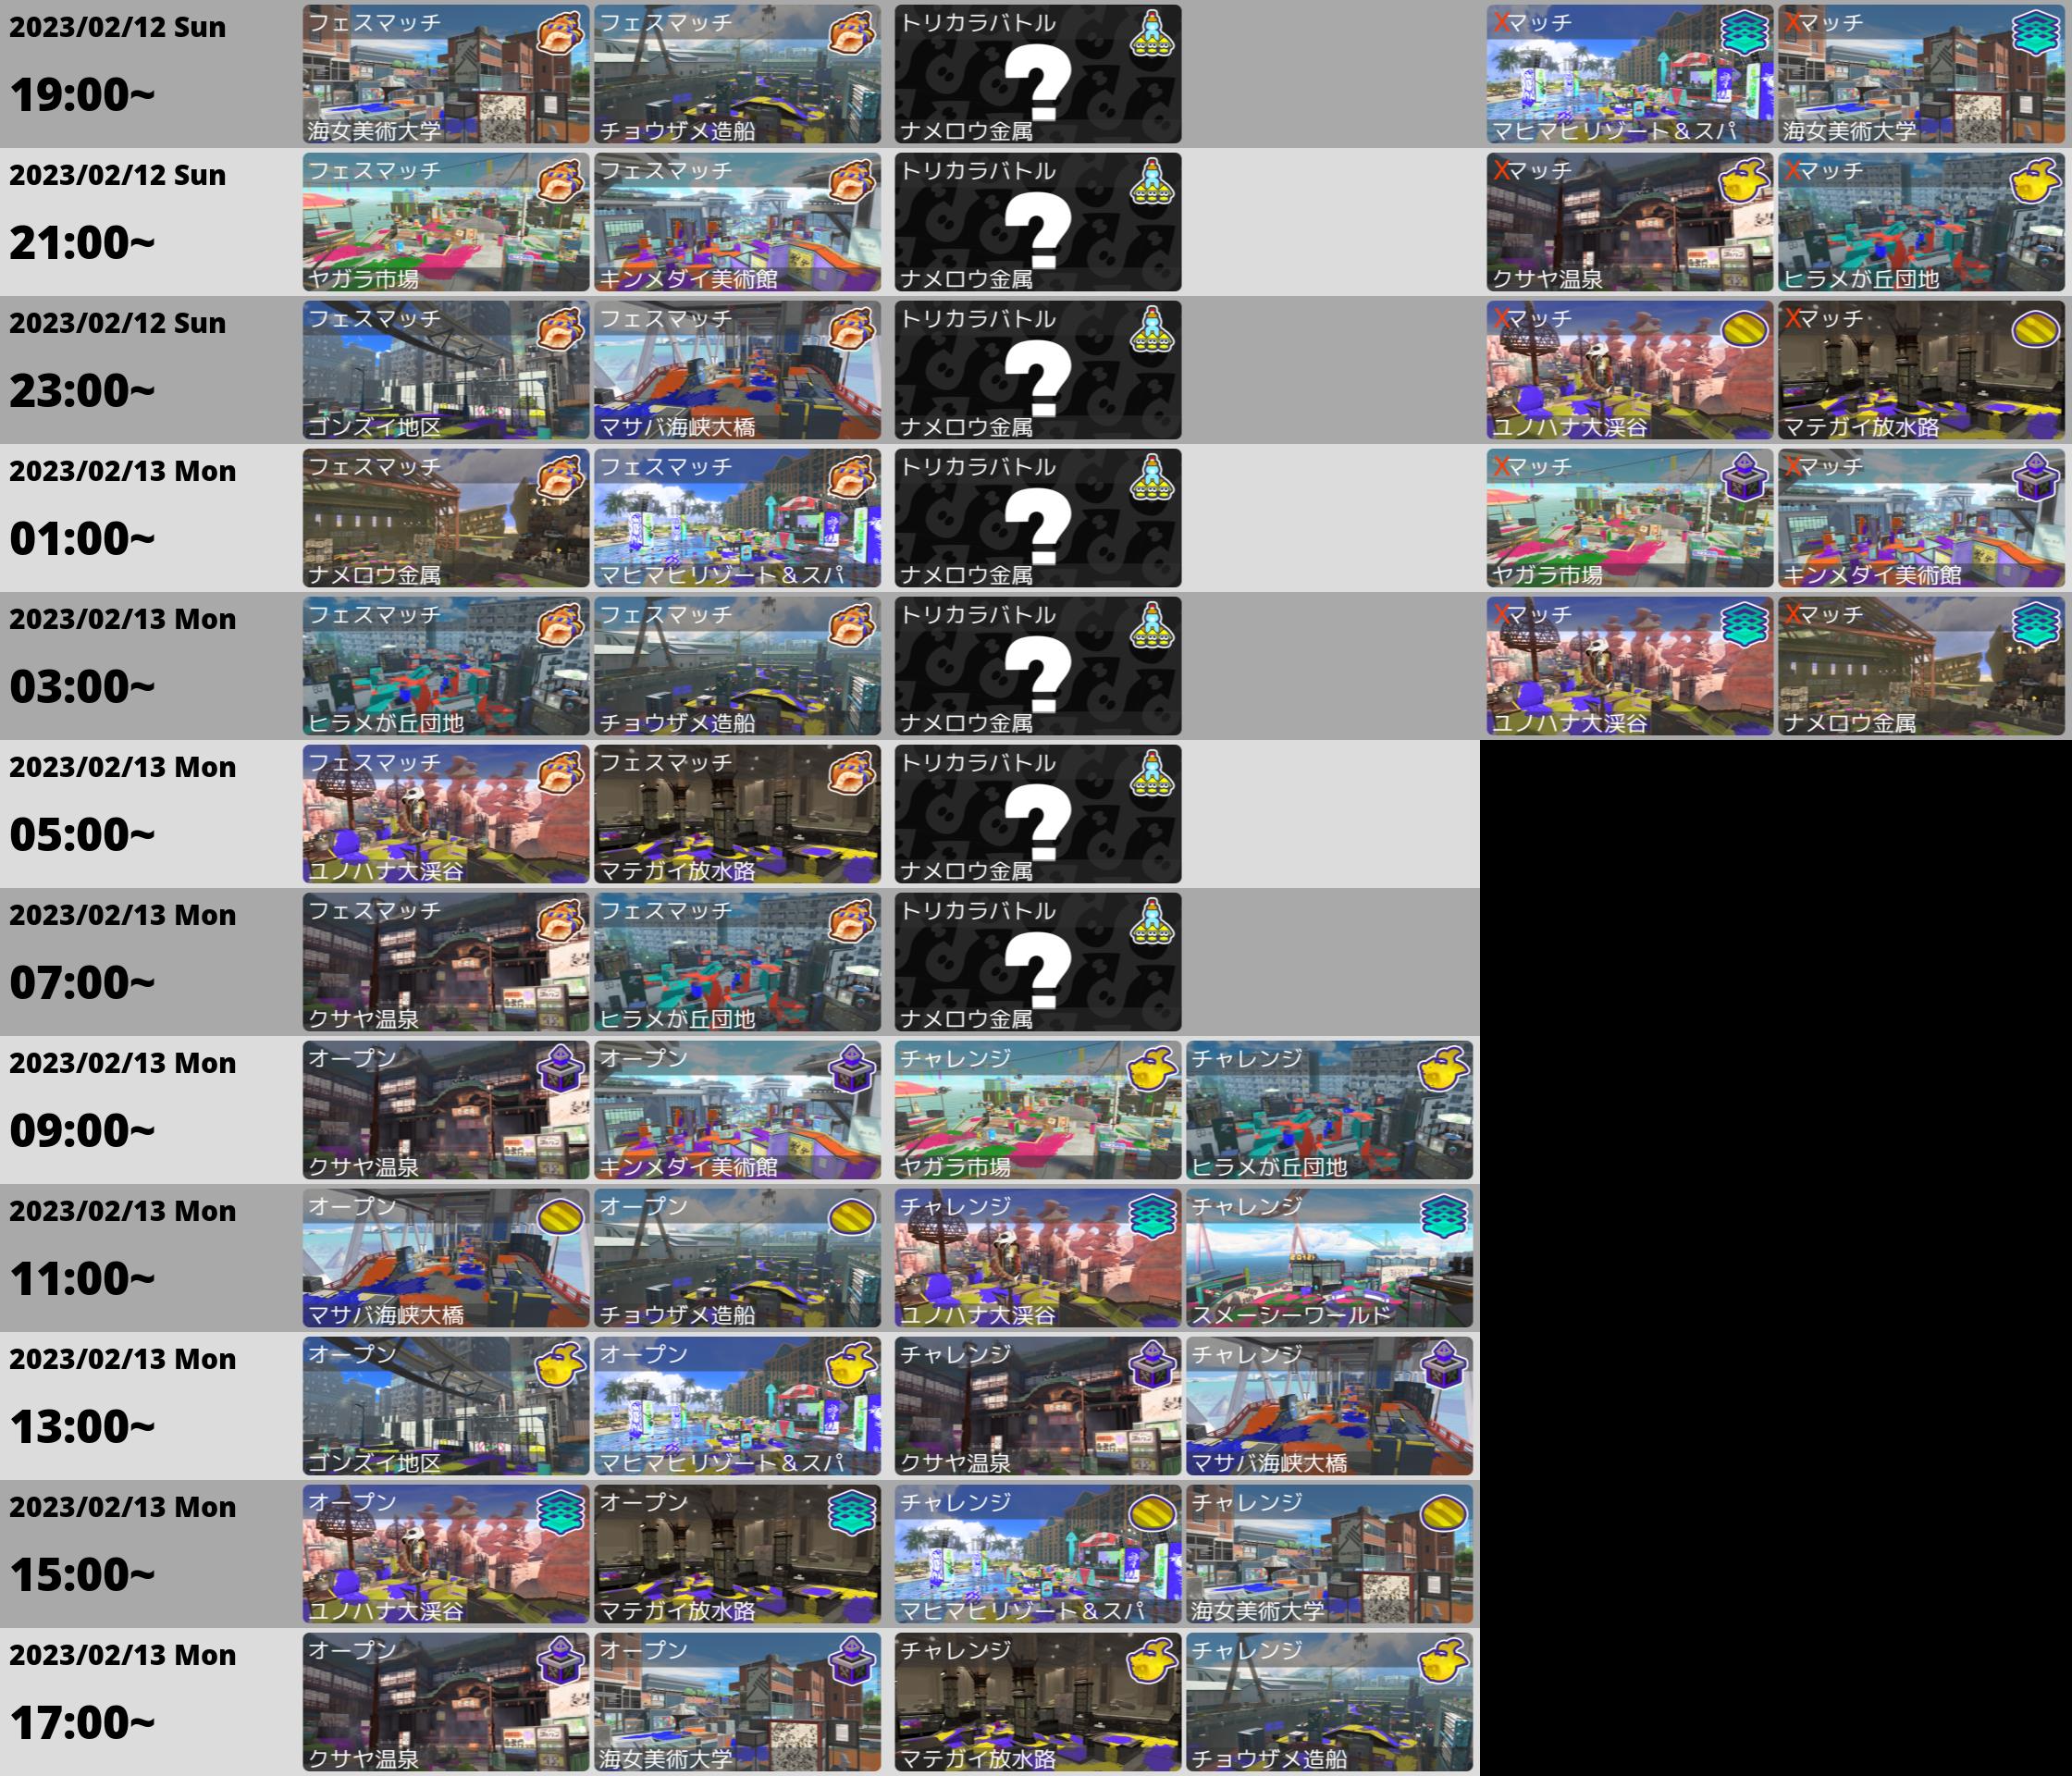 2023/02/12 Sun
19:00~
フェスマッチ
海女美術大学
フェスマッチ
チョウザメ造船
トリカラバトル
ナメロウ金属
Xマッチ
マヒマヒリゾート&スパ
Xマッチ
海女美術大学
2023/02/12 Sun
21:00~
フェスマッチ
ヤガラ市場
フェスマッチ
キンメダイ美術館
トリカラバトル
ナメロウ金属
Xマッチ
クサヤ温泉
Xマッチ
ヒラメが丘団地
2023/02/12 Sun
23:00~
フェスマッチ
ゴンズイ地区
フェスマッチ
マサバ海峡大橋
トリカラバトル
ナメロウ金属
Xマッチ
ユノハナ大渓谷
Xマッチ
マテガイ放水路
2023/02/13 Mon
01:00~
フェスマッチ
ナメロウ金属
フェスマッチ
マヒマヒリゾート&スパ
トリカラバトル
ナメロウ金属
Xマッチ
ヤガラ市場
Xマッチ
キンメダイ美術館
2023/02/13 Mon
03:00~
フェスマッチ
ヒラメが丘団地
フェスマッチ
チョウザメ造船
トリカラバトル
ナメロウ金属
Xマッチ
ユノハナ大渓谷
Xマッチ
ナメロウ金属
2023/02/13 Mon
05:00~
フェスマッチ
ユノハナ大渓谷
フェスマッチ
マテガイ放水路
トリカラバトル
ナメロウ金属
2023/02/13 Mon
07:00~
フェスマッチ
クサヤ温泉
フェスマッチ
ヒラメが丘団地
トリカラバトル
ナメロウ金属
2023/02/13 Mon
09:00~
オープン
クサヤ温泉
オープン
キンメダイ美術館
チャレンジ
ヤガラ市場
チャレンジ
ヒラメが丘団地
2023/02/13 Mon
11:00~
オープン
マサバ海峡大橋
オープン
チョウザメ造船
チャレンジ
ユノハナ大渓谷
チャレンジ
スメーシーワールド
2023/02/13 Mon
13:00~
オープン
ゴンズイ地区
オープン
マヒマヒリゾート&スパ
チャレンジ
クサヤ温泉
チャレンジ
マサバ海峡大橋
2023/02/13 Mon
15:00~
オープン
ユノハナ大渓谷
オープン
マテガイ放水路
チャレンジ
マヒマヒリゾート&スパ
チャレンジ
海女美術大学
2023/02/13 Mon
17:00~
オープン
クサヤ温泉
オープン
海女美術大学
チャレンジ
マテガイ放水路
チャレンジ
チョウザメ造船